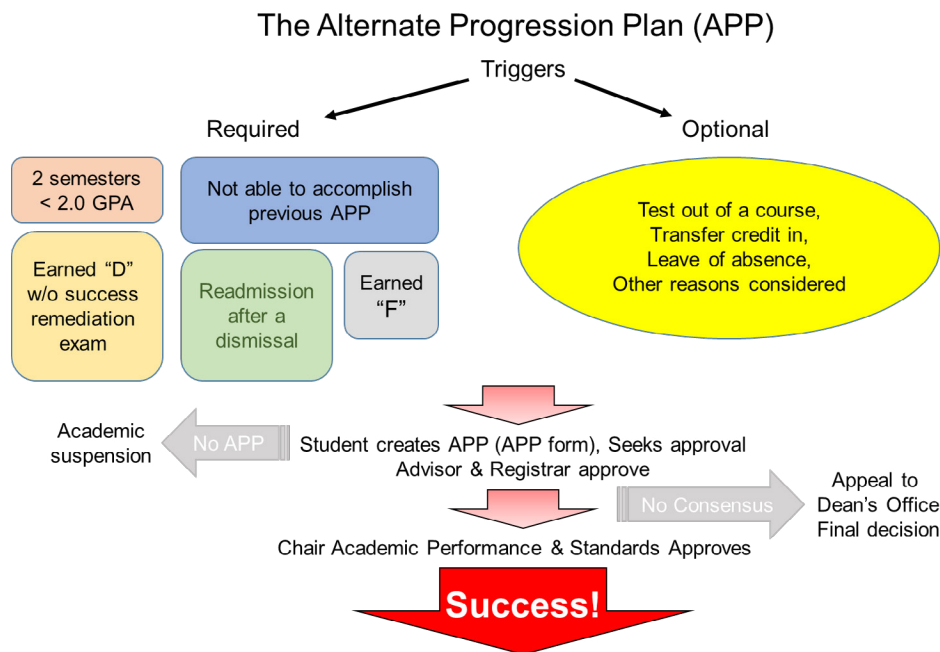 The Alternate Progression Plan (APP)
Triggers
Required
Optional
2 semesters
< 2.0 GPA
Not able to accomplish
previous APP
Earned “D”
w/o success
remediation
exam
Readmission
after a
dismissal
Earned
“F”
Test out of a course,
Transfer credit in,
Leave of absence,
Other reasons considered
Academic
suspension
No APP
Student creates APP (APP form), Seeks approval
Advisor & Registrar approve
No Consensus
Appeal to
Dean’s Office
Final decision
Chair Academic Performance & Standards Approves
Success!